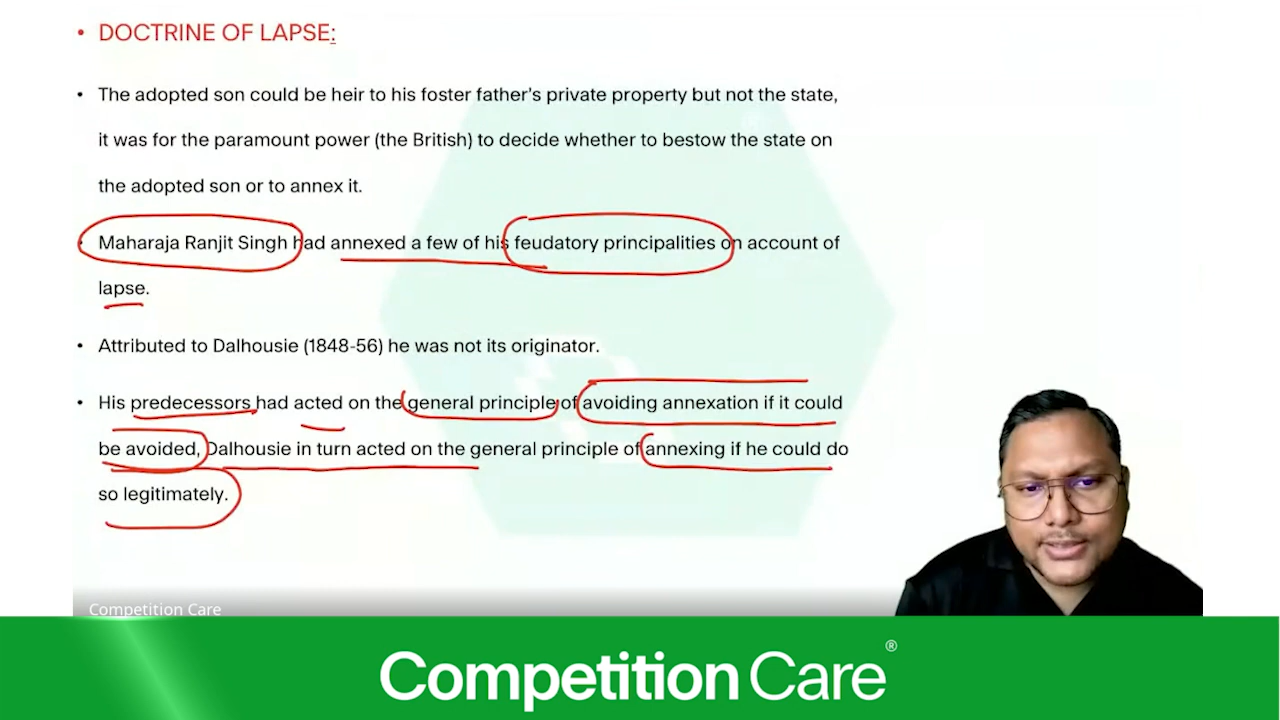 • DOCTRINE OF LAPSE:
• The adopted son could be heir to his foster father’s private property but not the state,
it was for the paramount power (the British) to decide whether to bestow the state on
the adopted son or to annex it.
• Maharaja Ranjit Singh had annexed a few of his feudatory principalities on account of
lapse.
• Attributed to Dalhousie (1848-56) he was not its originator.
• His predecessors had acted on the general principle of avoiding annexation if it could
be avoided, Dalhousie in turn acted on the general principle of annexing if he could do
so legitimately.
Competition Care
Competition Care®